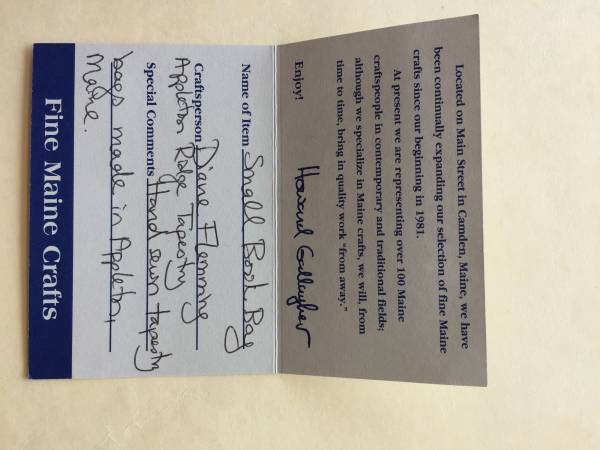 Located on Main Street in Camden, Maine, we have
been continually expanding our selection of fine Maine
crafts since our beginning in 1981.
At present we are representing over 100 Maine
craftspeople in contemporary and traditional fields;
although we specialize in Maine crafts, we will, from
time to time, bring in quality work "from away."
Enjoy!
Howard Gallagher
Name of Item Small Book Bag
Craftsperson Diane Flemming
Appleton Ridge Tapestry
Special Comments Hand sewn tapestry
bags made in Appleton,
Maine.
Fine Maine Crafts